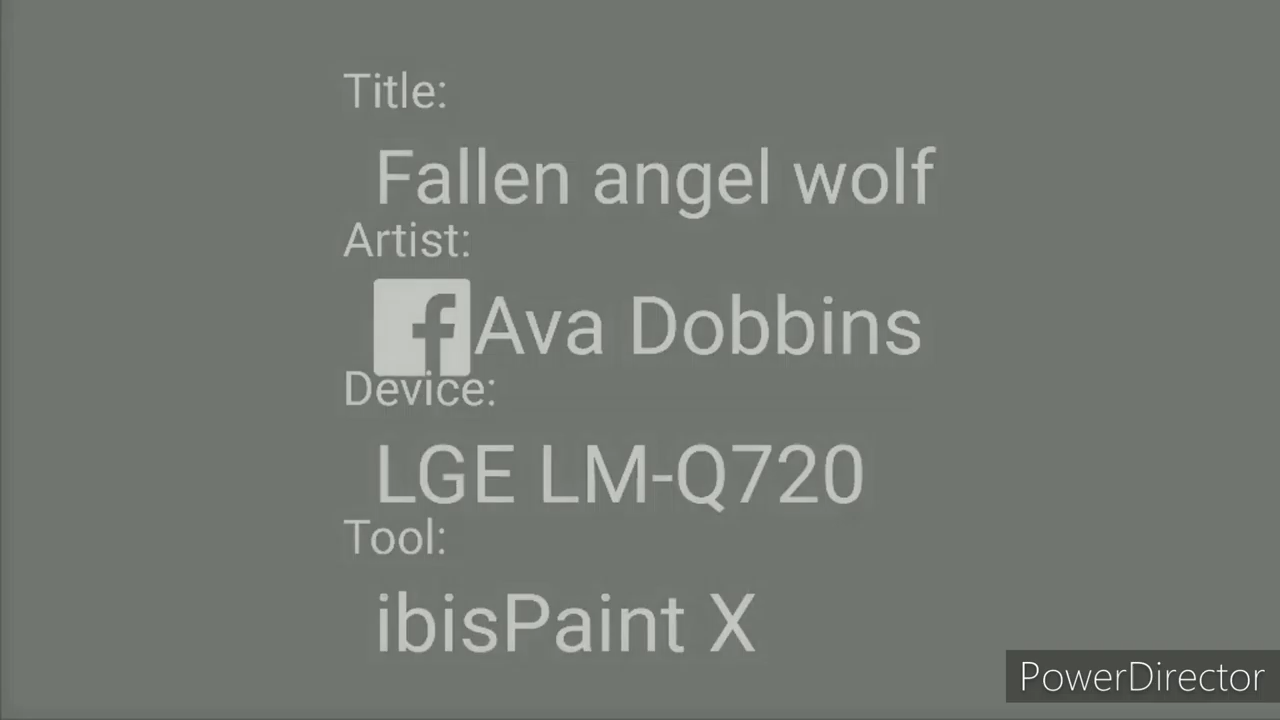 Title:
Fallen angel wolf
Artist:
Ava Dobbins
Device:
LGE LM-Q720
Tool:
ibisPaint X
PowerDirector